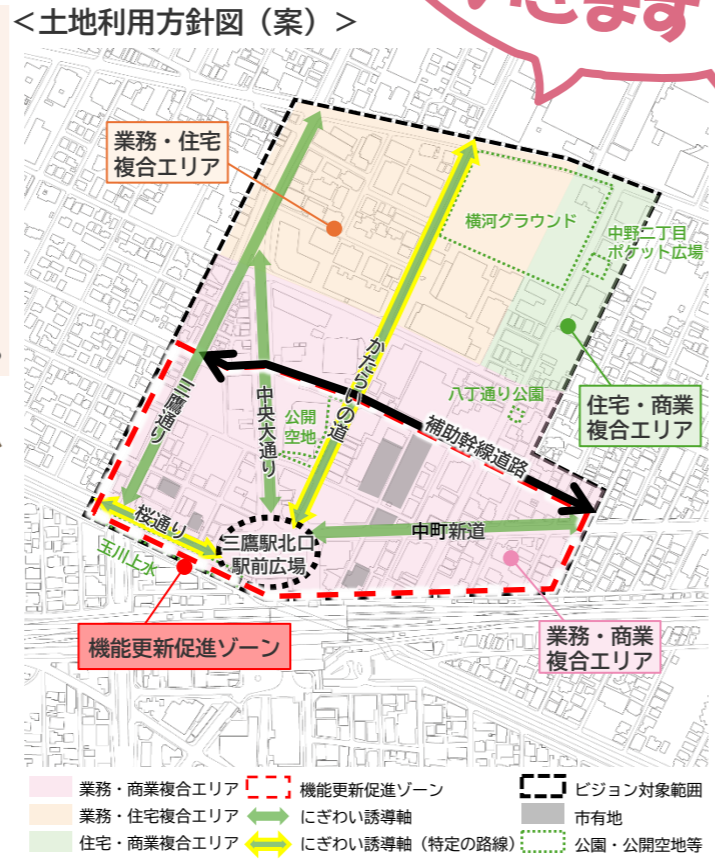 いきます
＜土地利用方針図（案）＞
業務・住宅
複合エリア
横河グラウンド
中野二丁目
ポケット広場
かたらいの道
三鷹通り
中央大通り
公開
空地
八丁通り公園
補助幹線道路
住宅・商業
複合エリア
桜通り
玉川上水
三鷹駅北口
駅前広場
中町新道
機能更新促進ゾーン
業務・商業
複合エリア
業務・商業複合エリア
機能更新促進ゾーン
ビジョン対象範囲
業務・住宅複合エリア
にぎわい誘導軸
市有地
住宅・商業複合エリア
にぎわい誘導軸（特定の路線）
公園・公開空地等